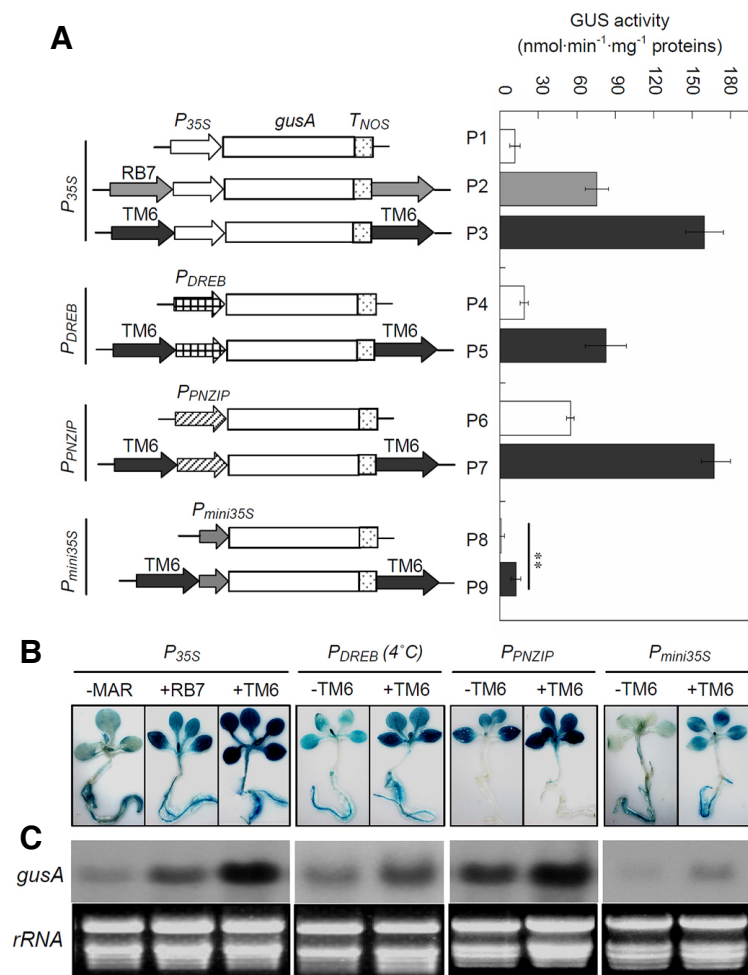 A
GUS activity
(nmol·min⁻¹·mg⁻¹ proteins)
0 30 60 90 120 150 180
P35S gusA TNOS
P1
RB7
P2
P35S
TM6 TM6
P3
PDREB
P4
PDREB
TM6 TM6
P5
PPNZIP
P6
PPNZIP
TM6 TM6
P7
Pmini35S
P8
Pmini35S
**
TM6 TM6
P9
B
P35S PDREB (4°C) PPNZIP Pmini35S
-MAR +RB7 +TM6 -TM6 +TM6 -TM6 +TM6 -TM6 +TM6
C
gusA
rRNA